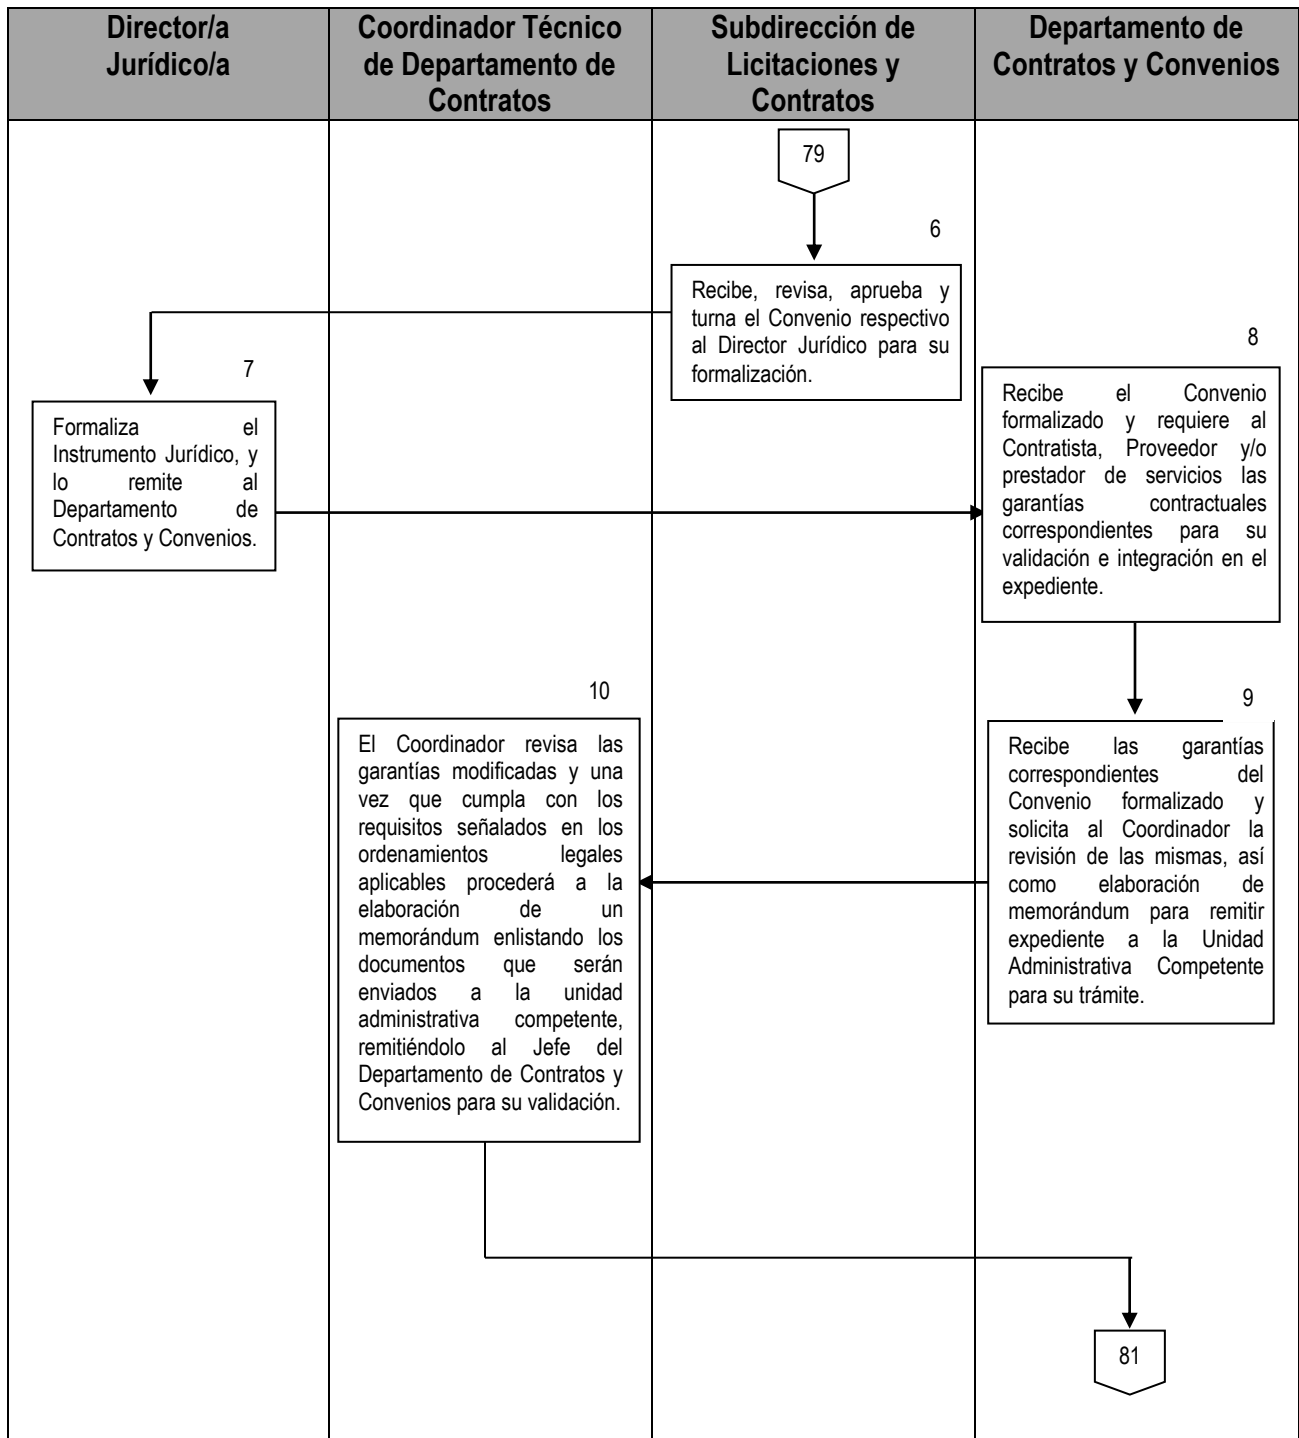 Director/a
Jurídico/a
Coordinador Técnico
de Departamento de
Contratos
Subdirección de
Licitaciones y
Contratos
Departamento de
Contratos y Convenios
79
6
Recibe, revisa, aprueba y
turna el Convenio respectivo
al Director Jurídico para su
formalización.
7
Formaliza el
Instrumento Jurídico, y
lo remite al
Departamento de
Contratos y Convenios.
8
Recibe el Convenio
formalizado y requiere al
Contratista, Proveedor y/o
prestador de servicios las
garantías contractuales
correspondientes para su
validación e integración en el
expediente.
9
Recibe las garantías
correspondientes del
Convenio formalizado y
solicita al Coordinador la
revisión de las mismas, así
como elaboración de
memorándum para remitir
expediente a la Unidad
Administrativa Competente
para su trámite.
10
El Coordinador revisa las
garantías modificadas y una
vez que cumpla con los
requisitos señalados en los
ordenamientos legales
aplicables procederá a la
elaboración de un
memorándum enlistando los
documentos que serán
enviados a la unidad
administrativa competente,
remitiéndolo al Jefe del
Departamento de Contratos y
Convenios para su validación.
81